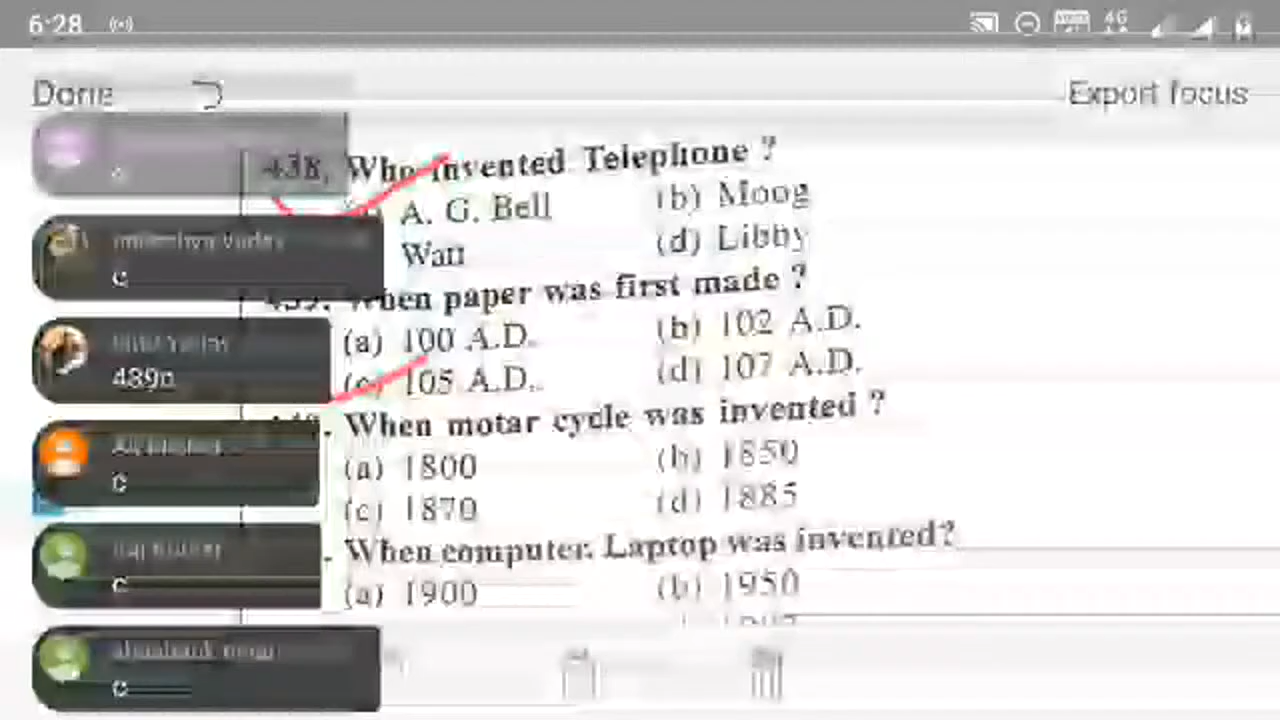 6:28
4G
Done
Export focus
438. Who invented Telephone ?
A. G. Bell
(b) Moog
Watt
(d) Libby
When paper was first made ?
(a) 100 A.D.
(b) 102 A.D.
(c) 105 A.D.
(d) 107 A.D.
When motar cycle was invented ?
(a) 1800
(b) 1850
(c) 1870
(d) 1885
When computer. Laptop was invented?
(a) 1900
(b) 1950
c
489c
c
c
c